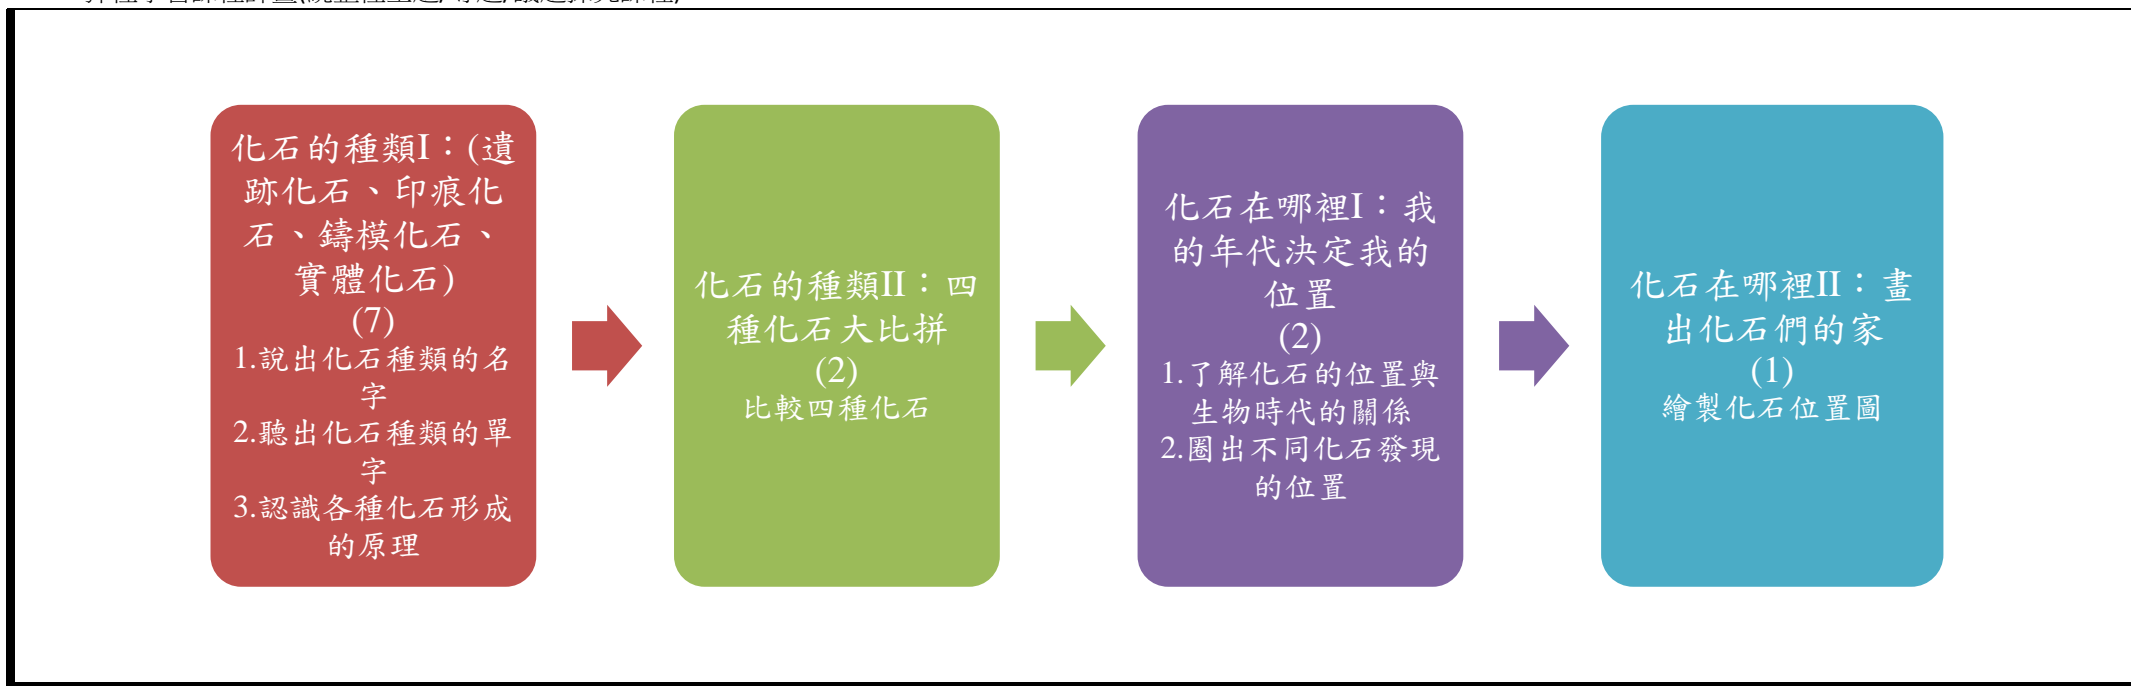 化石的種類I：(遺
跡化石、印痕化
石、鑄模化石、
實體化石)
(7)
1.說出化石種類的名
字
2.聽出化石種類的單
字
3.認識各種化石形成
的原理
化石的種類II：四
種化石大比拼
(2)
比較四種化石
化石在哪裡I：我
的年代決定我的
位置
(2)
1.了解化石的位置與
生物時代的關係
2.圈出不同化石發現
的位置
化石在哪裡II：畫
出化石們的家
(1)
繪製化石位置圖